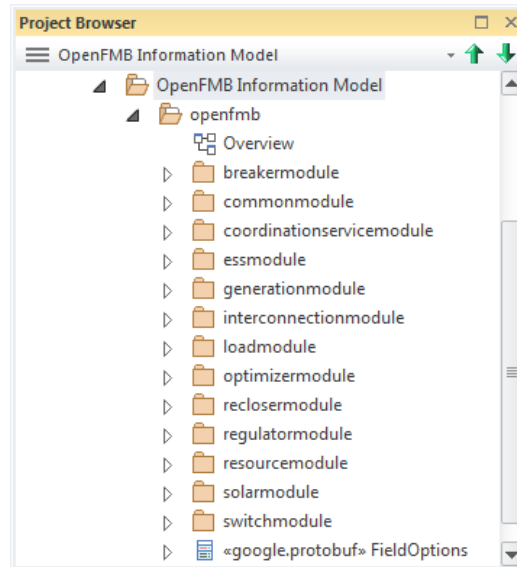 Project Browser
OpenFMB Information Model
OpenFMB Information Model
openfmb
Overview
breakermodule
commonmodule
coordinationservicemodule
essmodule
generationmodule
interconnectionmodule
loadmodule
optimizermodule
reclosermodule
regulatormodule
resourcemodule
solarmodule
switchmodule
«google.protobuf» FieldOptions